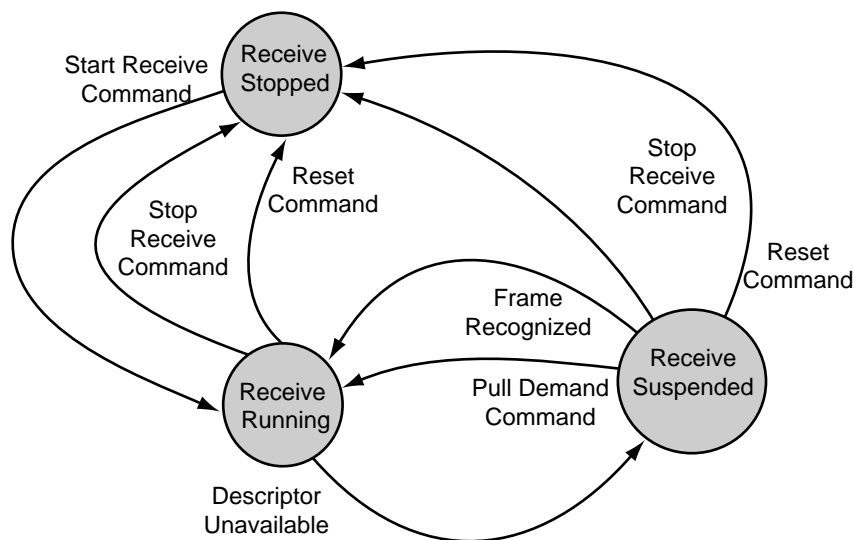 Receive
Stopped
Start Receive
Command
Stop
Receive
Command
Reset
Command
Stop
Receive
Command
Reset
Command
Frame
Recognized
Receive
Suspended
Pull Demand
Command
Receive
Running
Descriptor
Unavailable